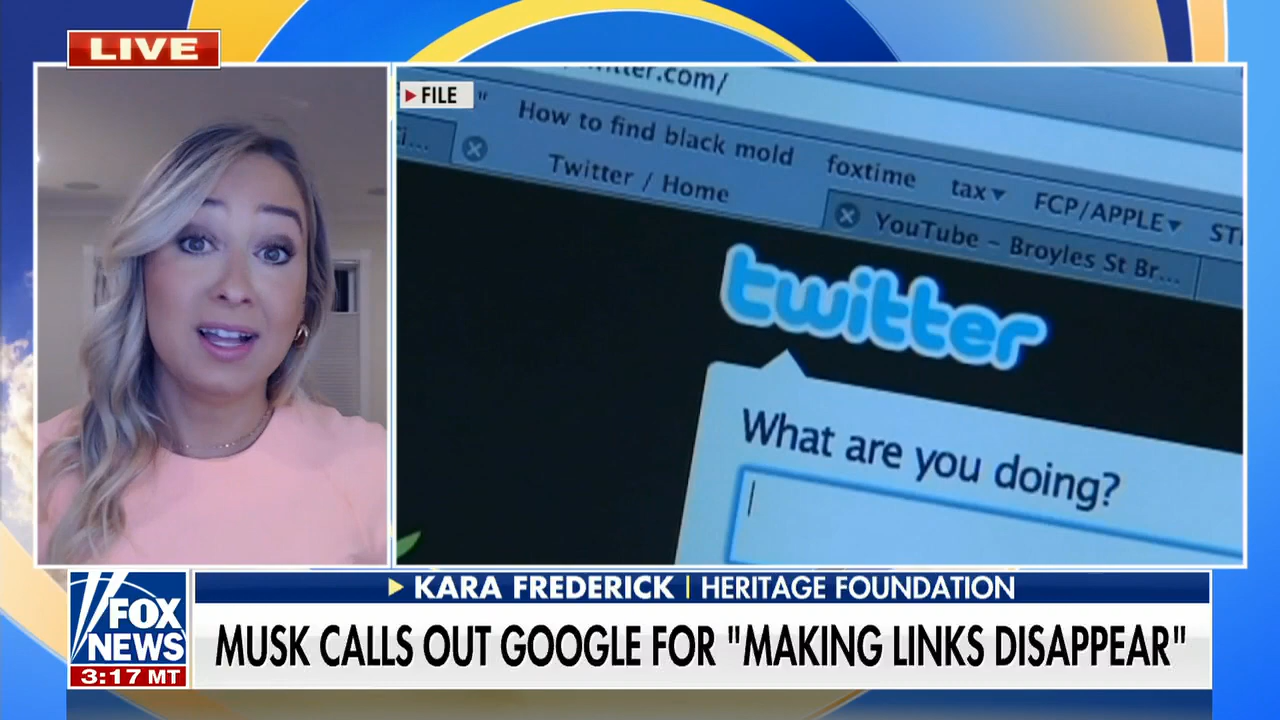 LIVE
FILE
twitter.com/
"
How to find black mold
foxtime
tax
FCP/APPLE
Twitter / Home
YouTube - Broyles St Br...
twitter
What are you doing?
KARA FREDERICK | HERITAGE FOUNDATION
FOX
NEWS
3:17 MT
MUSK CALLS OUT GOOGLE FOR "MAKING LINKS DISAPPEAR"